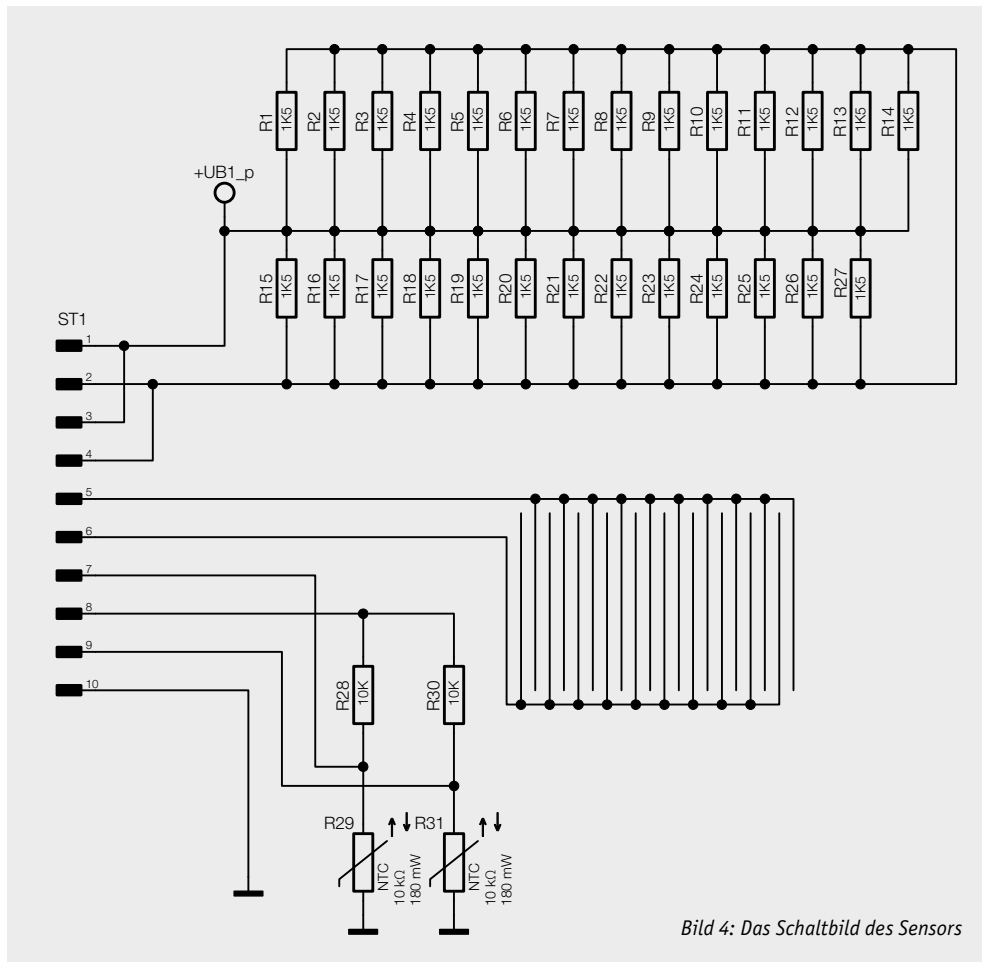 R1 1K5
R2 1K5
R3 1K5
R4 1K5
R5 1K5
R6 1K5
R7 1K5
R8 1K5
R9 1K5
R10 1K5
R11 1K5
R12 1K5
R13 1K5
R14 1K5
+UB1_p
R15 1K5
R16 1K5
R17 1K5
R18 1K5
R19 1K5
R20 1K5
R21 1K5
R22 1K5
R23 1K5
R24 1K5
R25 1K5
R26 1K5
R27 1K5
ST1
1
2
3
4
5
6
7
8
9
10
R28 10K
R30 10K
R29
NTC
10 kΩ
180 mW
R31
NTC
10 kΩ
180 mW
Bild 4: Das Schaltbild des Sensors